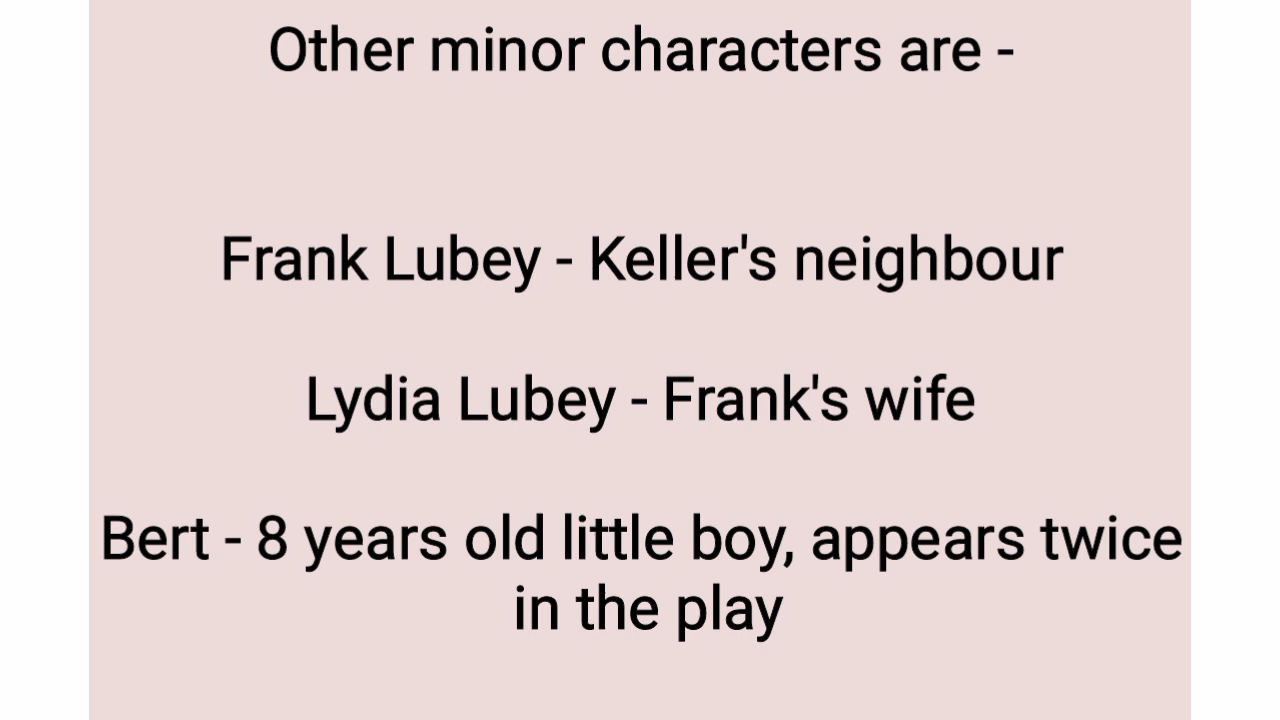 Other minor characters are -
Frank Lubey - Keller's neighbour
Lydia Lubey - Frank's wife
Bert - 8 years old little boy, appears twice
in the play